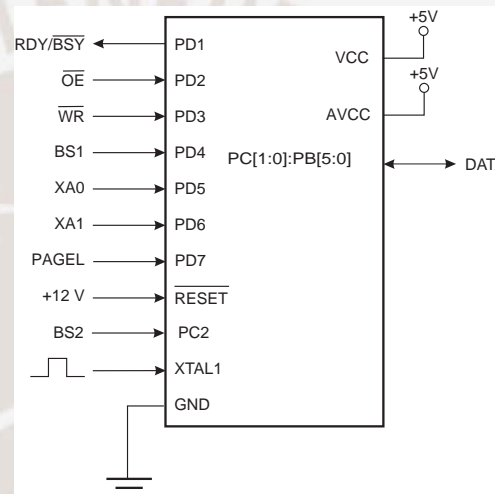 +5V
RDY/BSY PD1
VCC
OE PD2
+5V
WR PD3
AVCC
BS1 PD4
PC[1:0]:PB[5:0]
DAT
XA0 PD5
XA1 PD6
PAGEL PD7
+12 V RESET
BS2 PC2
XTAL1
GND